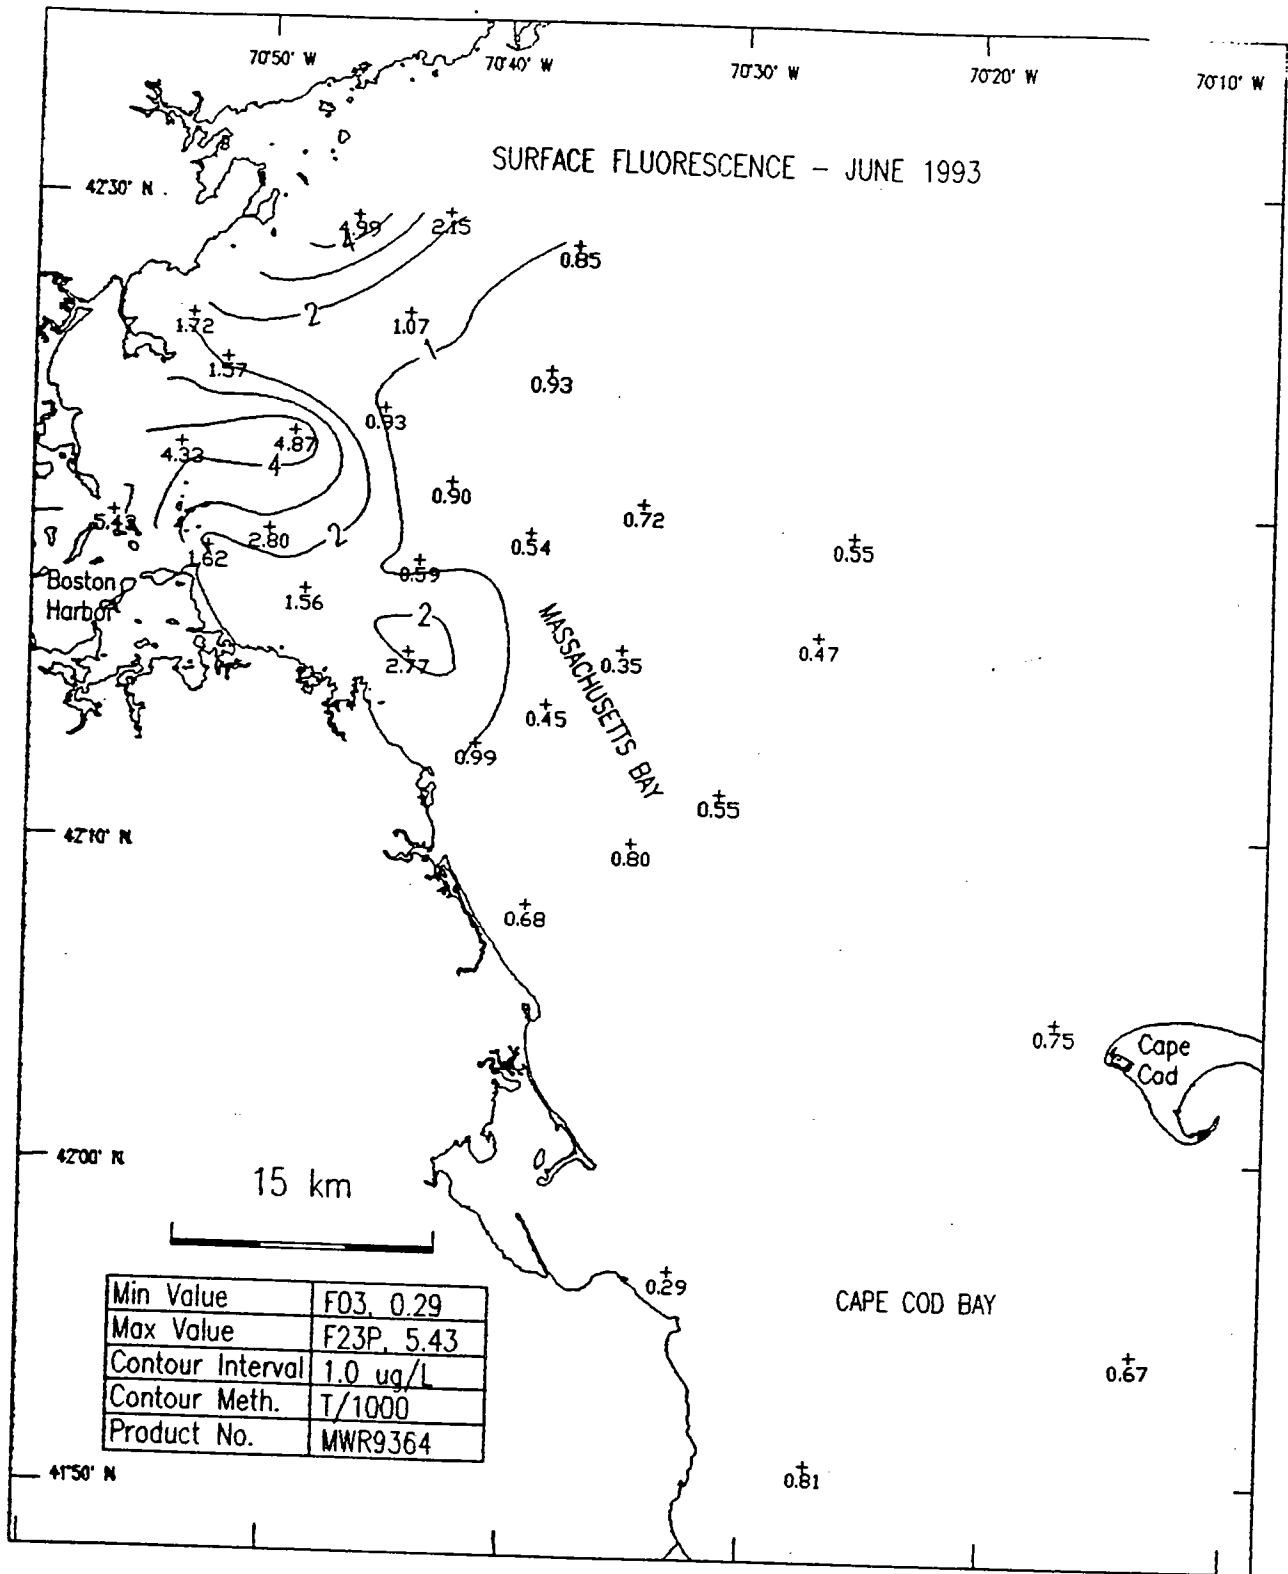 70°50' W 70°40' W 70°30' W 70°20' W 70°10' W
SURFACE FLUORESCENCE - JUNE 1993
42°30' N
4.99 2.15
4
0.85
2
1.72 1.07
1
1.57
0.93
0.93
4.33 4.87
4
0.90
5.43 0.72
2.80 2
0.54 0.55
1.62
0.59
Boston
Harbor
1.56
2
MASSACHUSETTS BAY
2.77 0.35 0.47
0.45
0.99
0.55
42°10' N
0.80
0.68
0.75
Cape
Cod
42°00' N
15 km
0.29
CAPE COD BAY
Min Value F03, 0.29
Max Value F23P, 5.43
Contour Interval 1.0 ug/L
Contour Meth. T/1000
Product No. MWR9364
0.67
41°50' N
0.81